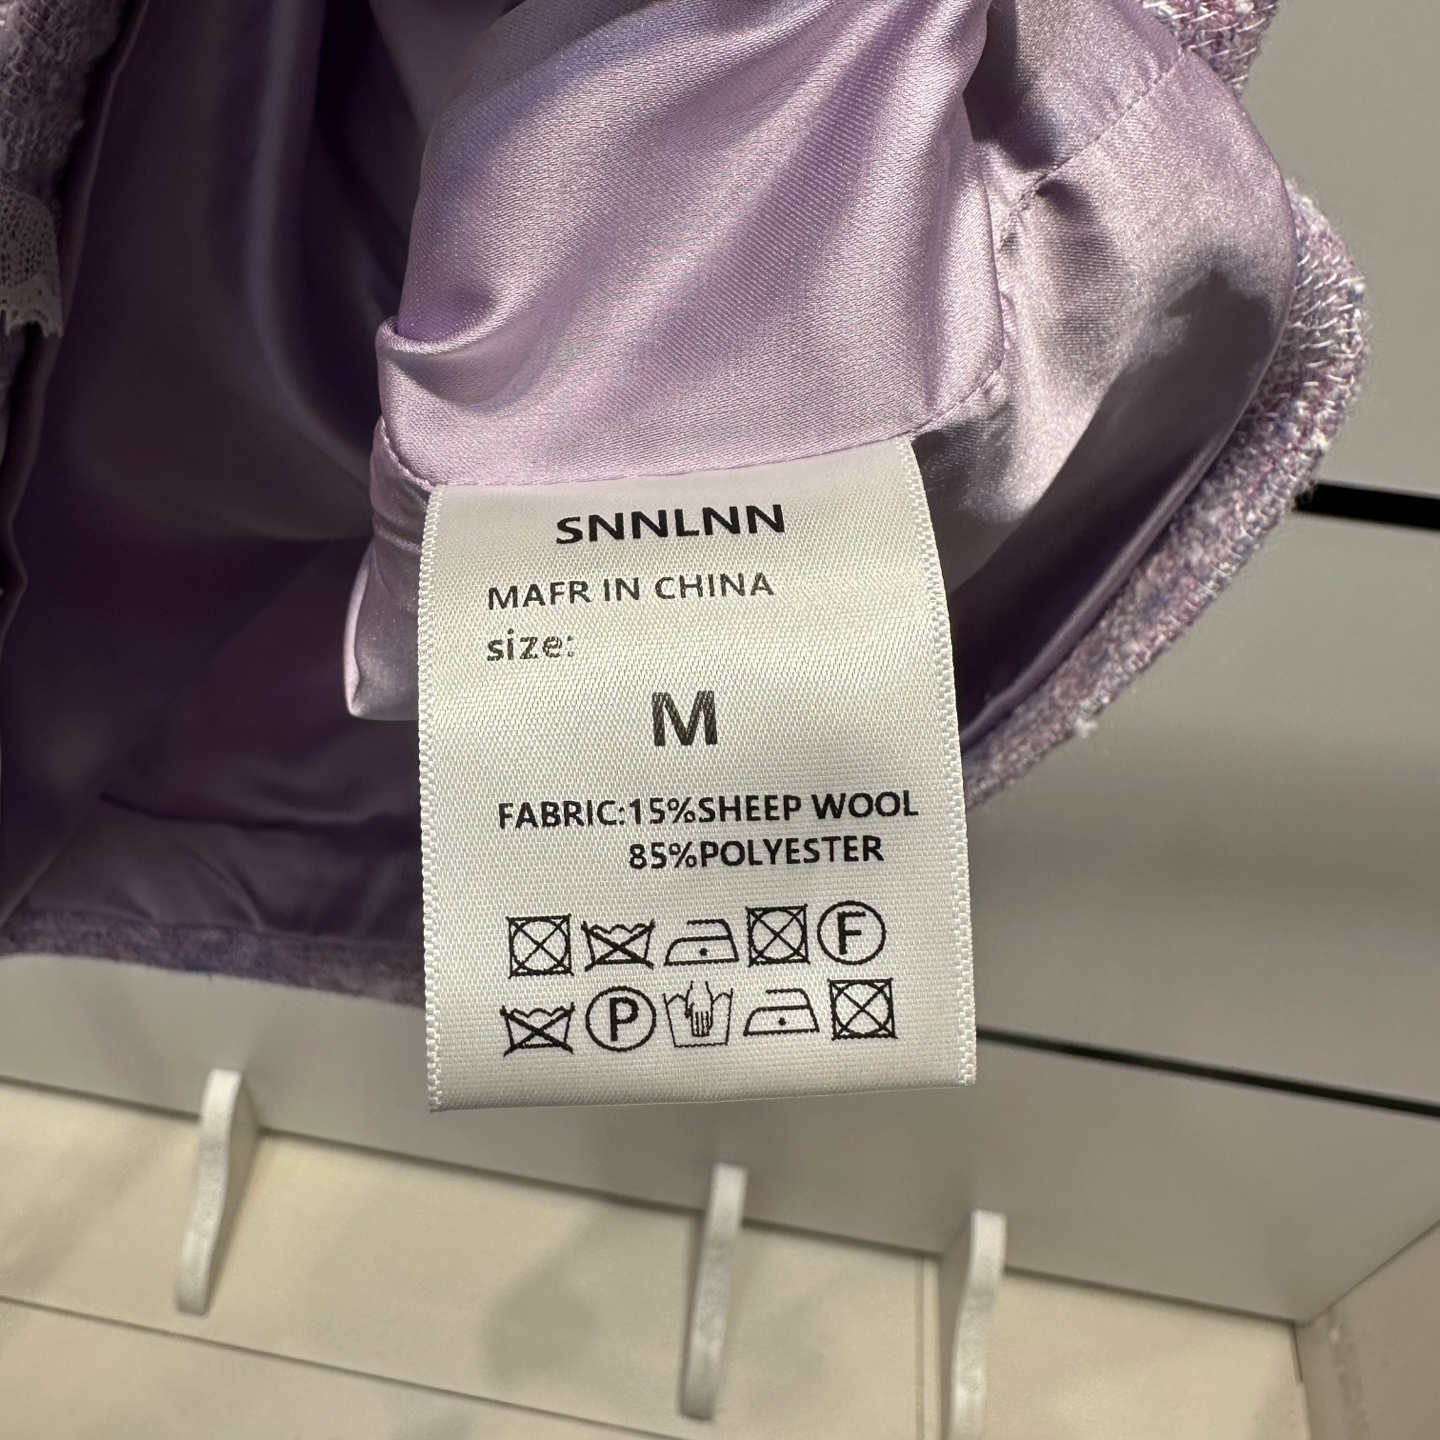 SNNLNN
MAFR IN CHINA
size:
M
FABRIC:15%SHEEP WOOL
85%POLYESTER
F
P